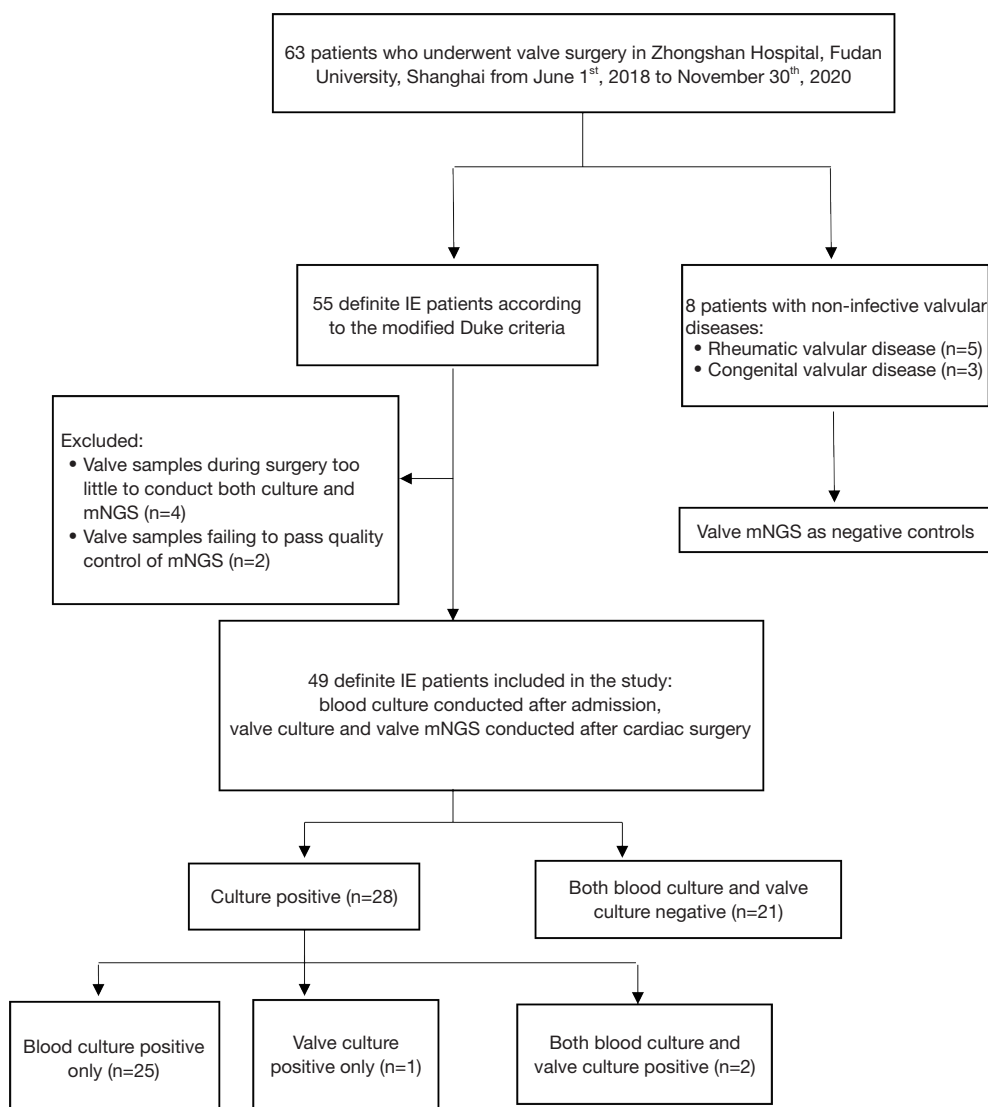 63 patients who underwent valve surgery in Zhongshan Hospital, Fudan
University, Shanghai from June 1st, 2018 to November 30th, 2020
55 definite IE patients according
to the modified Duke criteria
8 patients with non-infective valvular
diseases:
• Rheumatic valvular disease (n=5)
• Congenital valvular disease (n=3)
Excluded:
• Valve samples during surgery too
little to conduct both culture and
mNGS (n=4)
• Valve samples failing to pass quality
control of mNGS (n=2)
Valve mNGS as negative controls
49 definite IE patients included in the study:
blood culture conducted after admission,
valve culture and valve mNGS conducted after cardiac surgery
Culture positive (n=28)
Both blood culture and valve
culture negative (n=21)
Blood culture positive
only (n=25)
Valve culture
positive only (n=1)
Both blood culture and
valve culture positive (n=2)